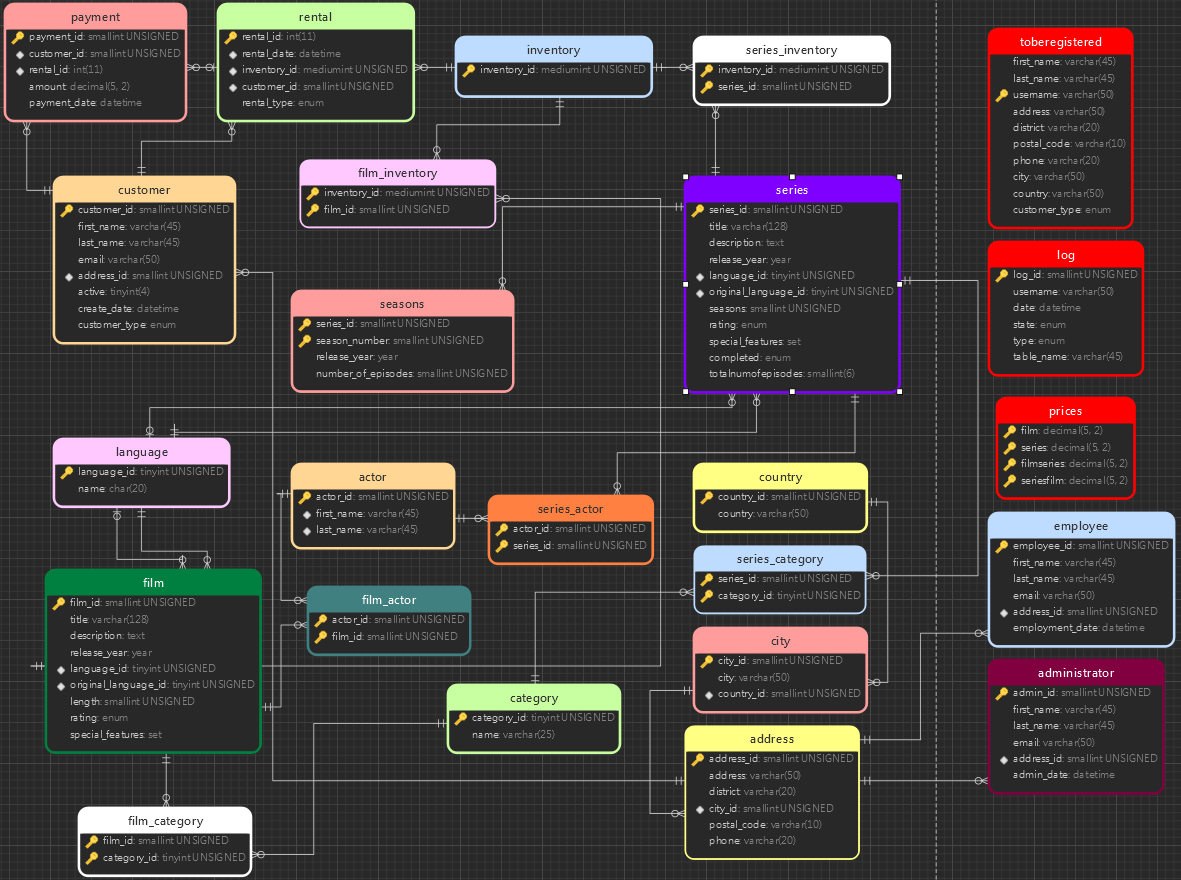 payment
payment_id: smallint UNSIGNED
customer_id: smallint UNSIGNED
rental_id: int(11)
amount: decimal(5, 2)
payment_date: datetime
rental
rental_id: int(11)
rental_date: datetime
inventory_id: mediumint UNSIGNED
customer_id: smallint UNSIGNED
rental_type: enum
inventory
inventory_id: mediumint UNSIGNED
series_inventory
inventory_id: mediumint UNSIGNED
series_id: smallint UNSIGNED
toberegistered
first_name: varchar(45)
last_name: varchar(45)
username: varchar(50)
address: varchar(50)
district: varchar(20)
postal_code: varchar(10)
phone: varchar(20)
city: varchar(50)
country: varchar(50)
customer_type: enum
customer
customer_id: smallint UNSIGNED
first_name: varchar(45)
last_name: varchar(45)
email: varchar(50)
address_id: smallint UNSIGNED
active: tinyint(4)
create_date: datetime
customer_type: enum
film_inventory
inventory_id: mediumint UNSIGNED
film_id: smallint UNSIGNED
series
series_id: smallint UNSIGNED
title: varchar(128)
description: text
release_year: year
language_id: tinyint UNSIGNED
original_language_id: tinyint UNSIGNED
seasons: smallint UNSIGNED
rating: enum
special_features: set
completed: enum
totalnumofepisodes: smallint(6)
log
log_id: smallint UNSIGNED
username: varchar(50)
date: datetime
state: enum
type: enum
table_name: varchar(45)
seasons
series_id: smallint UNSIGNED
season_number: smallint UNSIGNED
release_year: year
number_of_episodes: smallint UNSIGNED
prices
film: decimal(5, 2)
series: decimal(5, 2)
filmseries: decimal(5, 2)
seriesfilm: decimal(5, 2)
language
language_id: tinyint UNSIGNED
name: char(20)
actor
actor_id: smallint UNSIGNED
first_name: varchar(45)
last_name: varchar(45)
series_actor
actor_id: smallint UNSIGNED
series_id: smallint UNSIGNED
country
country_id: smallint UNSIGNED
country: varchar(50)
employee
employee_id: smallint UNSIGNED
first_name: varchar(45)
last_name: varchar(45)
email: varchar(50)
address_id: smallint UNSIGNED
employment_date: datetime
series_category
series_id: smallint UNSIGNED
category_id: tinyint UNSIGNED
film
film_id: smallint UNSIGNED
title: varchar(128)
description: text
release_year: year
language_id: tinyint UNSIGNED
original_language_id: tinyint UNSIGNED
length: smallint UNSIGNED
rating: enum
special_features: set
film_actor
actor_id: smallint UNSIGNED
film_id: smallint UNSIGNED
city
city_id: smallint UNSIGNED
city: varchar(50)
country_id: smallint UNSIGNED
administrator
admin_id: smallint UNSIGNED
first_name: varchar(45)
last_name: varchar(45)
email: varchar(50)
address_id: smallint UNSIGNED
admin_date: datetime
category
category_id: tinyint UNSIGNED
name: varchar(25)
address
address_id: smallint UNSIGNED
address: varchar(50)
district: varchar(20)
city_id: smallint UNSIGNED
postal_code: varchar(10)
phone: varchar(20)
film_category
film_id: smallint UNSIGNED
category_id: tinyint UNSIGNED